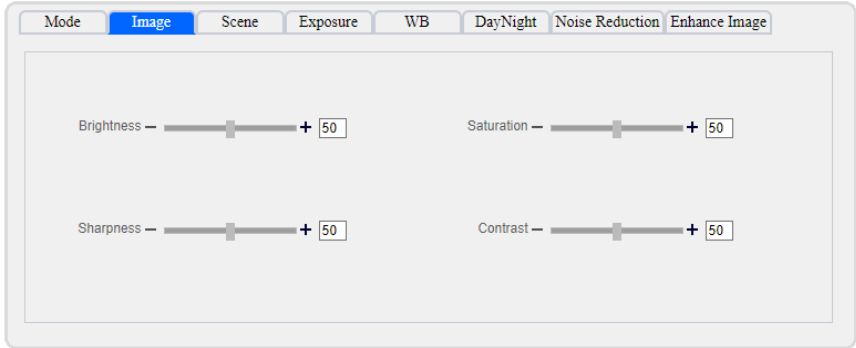 Mode Image Scene Exposure WB DayNight Noise Reduction Enhance Image
Brightness − + 50 Saturation − + 50
Sharpness − + 50 Contrast − + 50